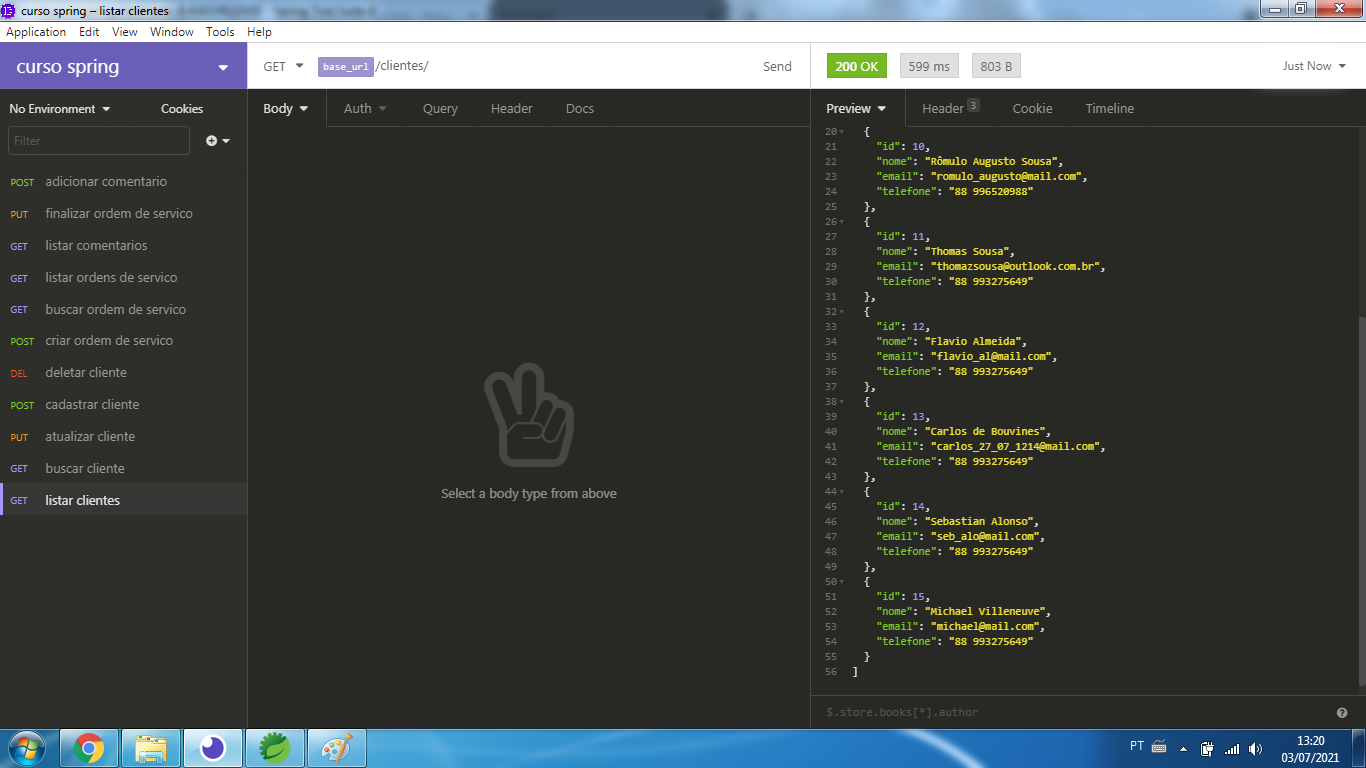 curso spring – listar clientes
Application Edit View Window Tools Help
curso spring
GET base_url/clientes/ Send
200 OK 599 ms 803 B Just Now
No Environment Cookies
Body Auth Query Header Docs
Preview Header 3 Cookie Timeline
Filter
POST adicionar comentario
PUT finalizar ordem de servico
GET listar comentarios
GET listar ordens de servico
GET buscar ordem de servico
POST criar ordem de servico
DEL deletar cliente
POST cadastrar cliente
PUT atualizar cliente
GET buscar cliente
GET listar clientes
Select a body type from above
20 {
21 "id": 10,
22 "nome": "Rômulo Augusto Sousa",
23 "email": "romulo_augusto@mail.com",
24 "telefone": "88 996520988"
25 },
26 {
27 "id": 11,
28 "nome": "Thomas Sousa",
29 "email": "thomazsousa@outlook.com.br",
30 "telefone": "88 993275649"
31 },
32 {
33 "id": 12,
34 "nome": "Flavio Almeida",
35 "email": "flavio_al@mail.com",
36 "telefone": "88 993275649"
37 },
38 {
39 "id": 13,
40 "nome": "Carlos de Bouvines",
41 "email": "carlos_27_07_1214@mail.com",
42 "telefone": "88 993275649"
43 },
44 {
45 "id": 14,
46 "nome": "Sebastian Alonso",
47 "email": "seb_alo@mail.com",
48 "telefone": "88 993275649"
49 },
50 {
51 "id": 15,
52 "nome": "Michael Villeneuve",
53 "email": "michael@mail.com",
54 "telefone": "88 993275649"
55 }
56 ]
$.store.books[*].author
PT
13:20
03/07/2021